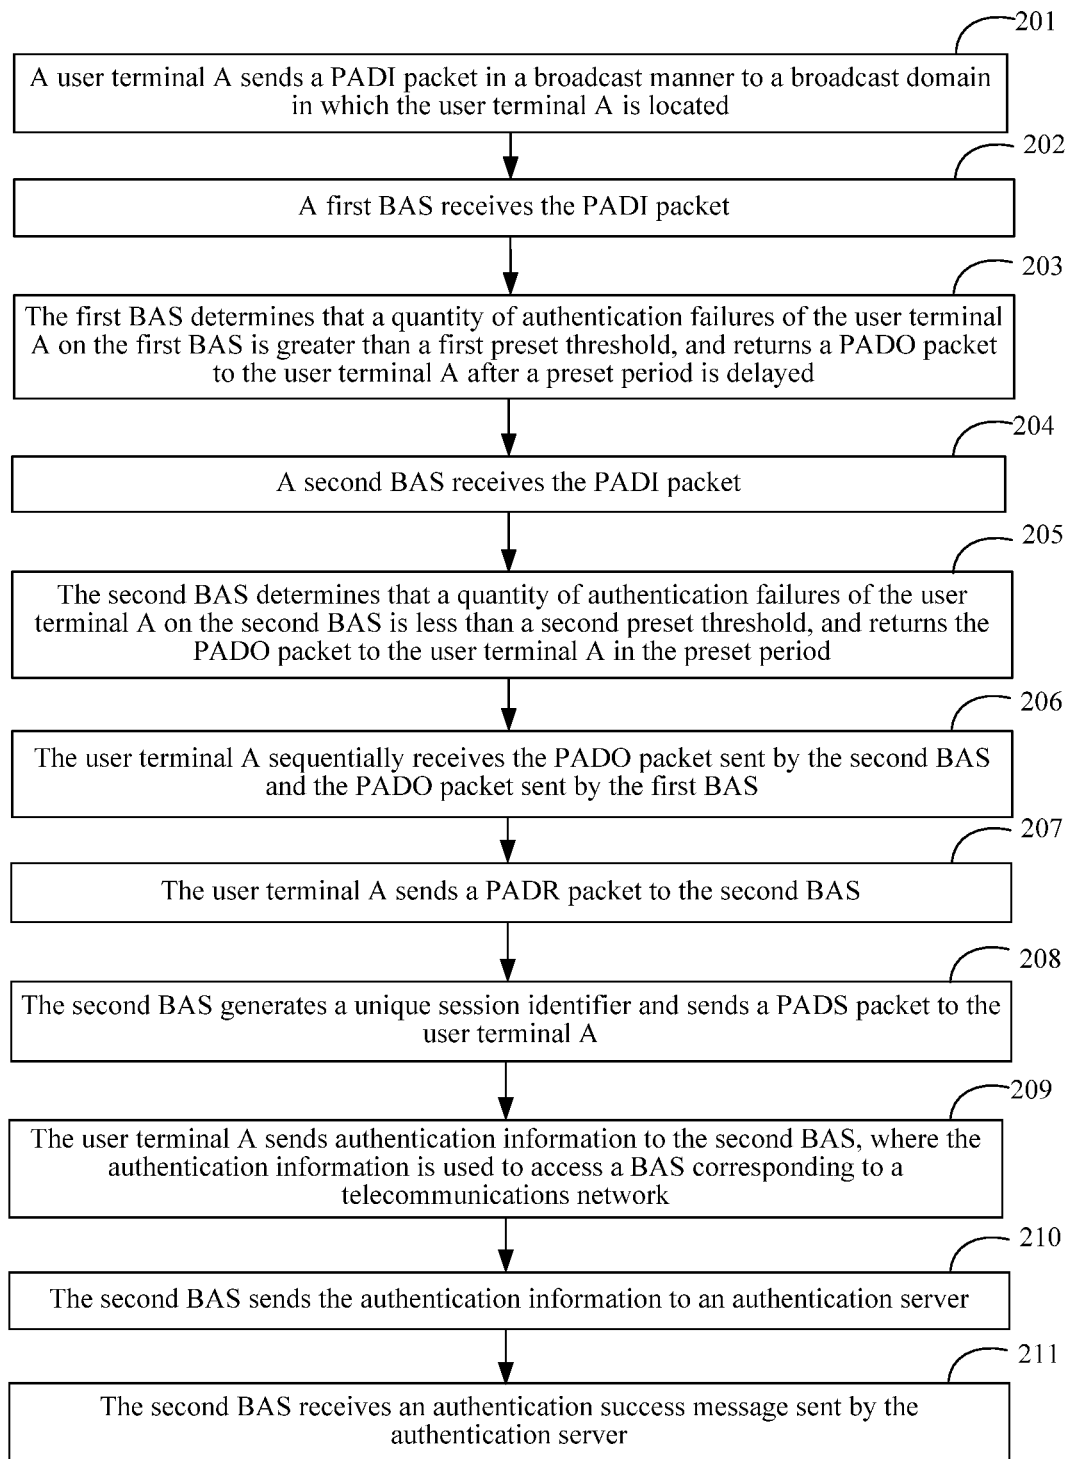 201
A user terminal A sends a PADI packet in a broadcast manner to a broadcast domain
in which the user terminal A is located
202
A first BAS receives the PADI packet
203
The first BAS determines that a quantity of authentication failures of the user terminal
A on the first BAS is greater than a first preset threshold, and returns a PADO packet
to the user terminal A after a preset period is delayed
204
A second BAS receives the PADI packet
205
The second BAS determines that a quantity of authentication failures of the user
terminal A on the second BAS is less than a second preset threshold, and returns the
PADO packet to the user terminal A in the preset period
206
The user terminal A sequentially receives the PADO packet sent by the second BAS
and the PADO packet sent by the first BAS
207
The user terminal A sends a PADR packet to the second BAS
208
The second BAS generates a unique session identifier and sends a PADS packet to the
user terminal A
209
The user terminal A sends authentication information to the second BAS, where the
authentication information is used to access a BAS corresponding to a
telecommunications network
210
The second BAS sends the authentication information to an authentication server
211
The second BAS receives an authentication success message sent by the
authentication server